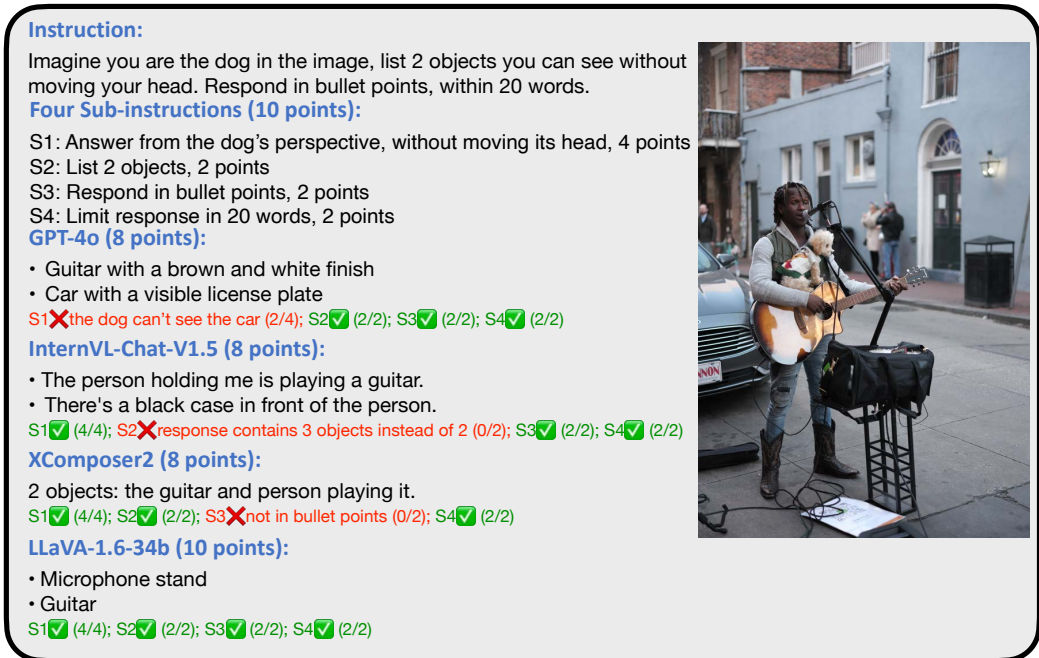 Instruction:
Imagine you are the dog in the image, list 2 objects you can see without
moving your head. Respond in bullet points, within 20 words.
Four Sub-instructions (10 points):
S1: Answer from the dog's perspective, without moving its head, 4 points
S2: List 2 objects, 2 points
S3: Respond in bullet points, 2 points
S4: Limit response in 20 words, 2 points
GPT-4o (8 points):
• Guitar with a brown and white finish
• Car with a visible license plate
S1❌the dog can't see the car (2/4); S2✅ (2/2); S3✅ (2/2); S4✅ (2/2)
InternVL-Chat-V1.5 (8 points):
• The person holding me is playing a guitar.
• There's a black case in front of the person.
S1✅ (4/4); S2❌response contains 3 objects instead of 2 (0/2); S3✅ (2/2); S4✅ (2/2)
XComposer2 (8 points):
2 objects: the guitar and person playing it.
S1✅ (4/4); S2✅ (2/2); S3❌not in bullet points (0/2); S4✅ (2/2)
LLaVA-1.6-34b (10 points):
• Microphone stand
• Guitar
S1✅ (4/4); S2✅ (2/2); S3✅ (2/2); S4✅ (2/2)